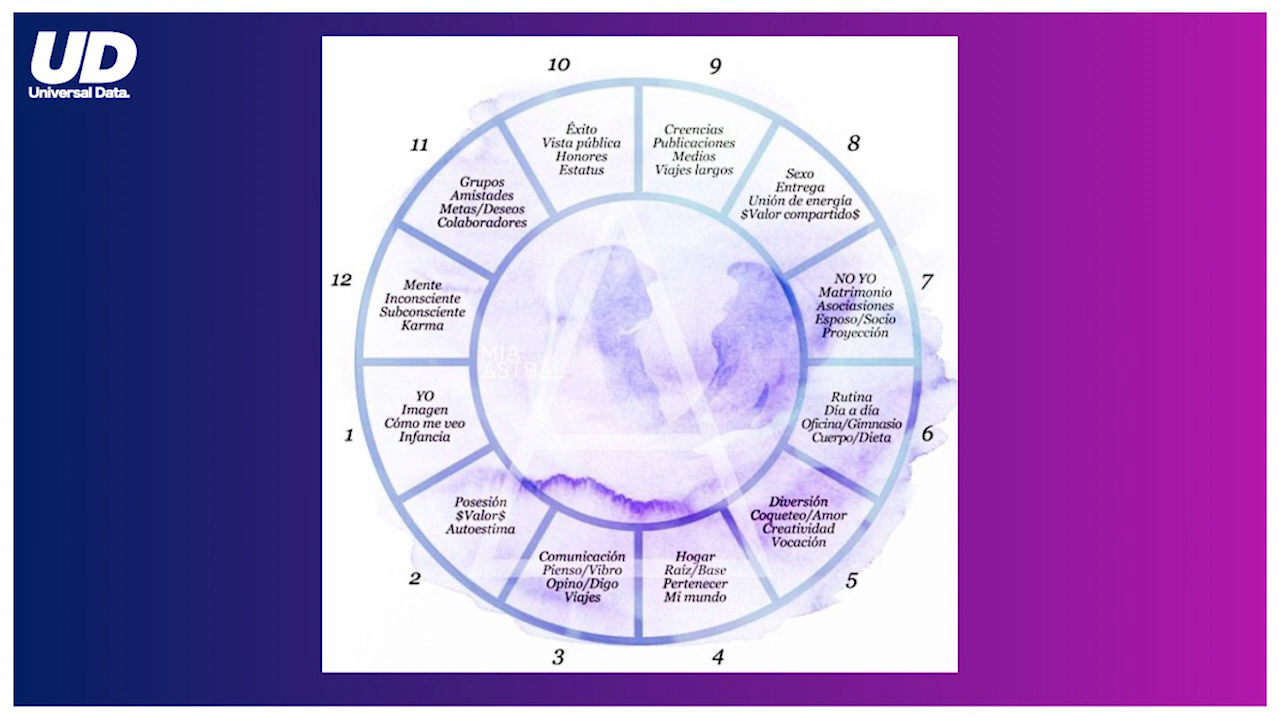 UD
Universal Data.
10
Éxito
Vista pública
Honores
Estatus
9
Creencias
Publicaciones
Medios
Viajes largos
11
Grupos
Amistades
Metas/Deseos
Colaboradores
8
Sexo
Entrega
Unión de energía
$Valor compartido$
12
Mente
Inconsciente
Subconsciente
Karma
7
NO YO
Matrimonio
Asociasiones
Esposo/Socio
Proyección
MIA
ASTRAL
1
YO
Imagen
Cómo me veo
Infancia
6
Rutina
Día a día
Oficina/Gimnasio
Cuerpo/Dieta
2
Posesión
$Valor$
Autoestima
5
Diversión
Coqueteo/Amor
Creatividad
Vocación
3
Comunicación
Pienso/Vibro
Opino/Digo
Viajes
4
Hogar
Raíz/Base
Pertenecer
Mi mundo